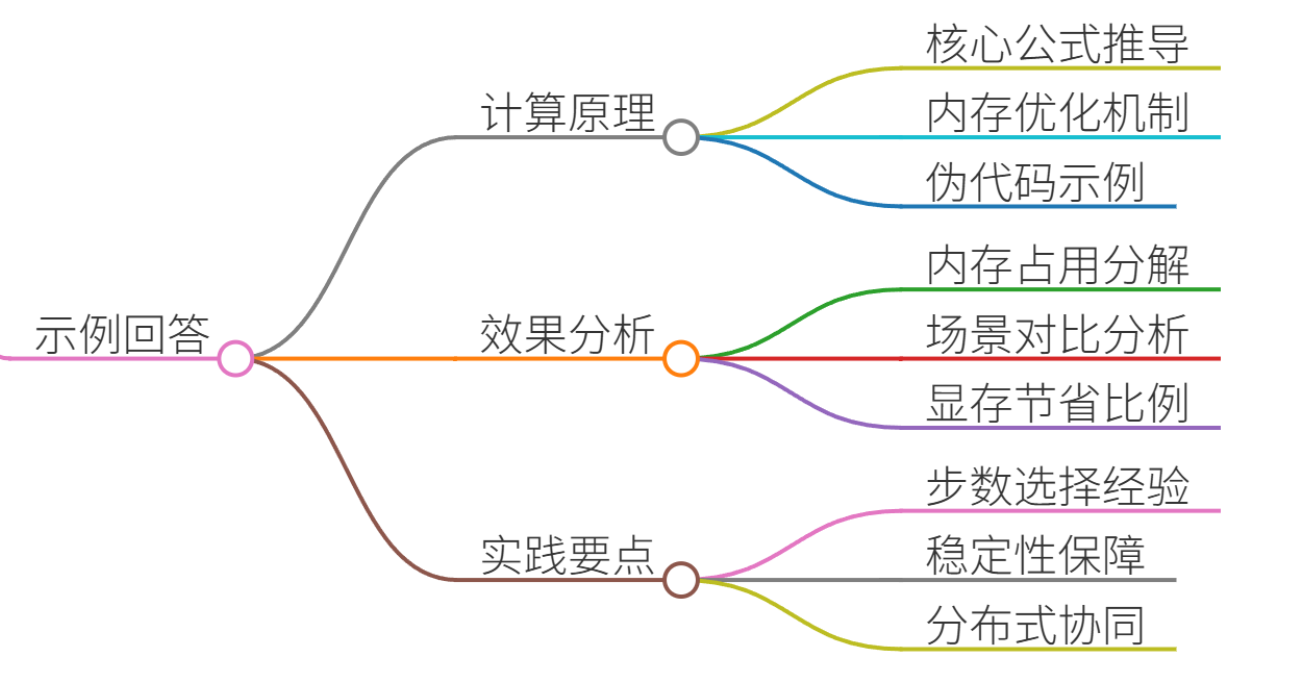 示例回答
计算原理
核心公式推导
内存优化机制
伪代码示例
效果分析
内存占用分解
场景对比分析
显存节省比例
实践要点
步数选择经验
稳定性保障
分布式协同